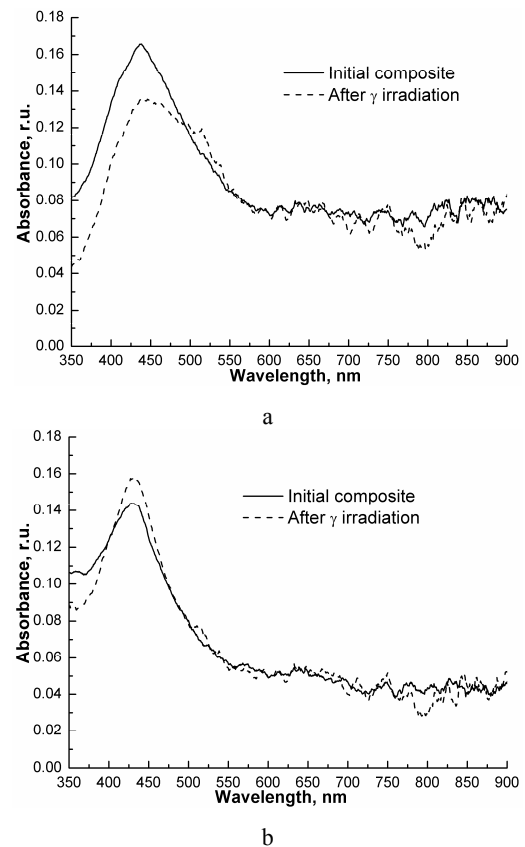 0.18
0.16
0.14
0.12
0.10
0.08
0.06
0.04
0.02
0.00
Absorbance, r.u.
Initial composite
After γ irradiation
350 400 450 500 550 600 650 700 750 800 850 900
Wavelength, nm
a
0.18
0.16
0.14
0.12
0.10
0.08
0.06
0.04
0.02
0.00
Absorbance, r.u.
Initial composite
After γ irradiation
350 400 450 500 550 600 650 700 750 800 850 900
Wavelength, nm
b